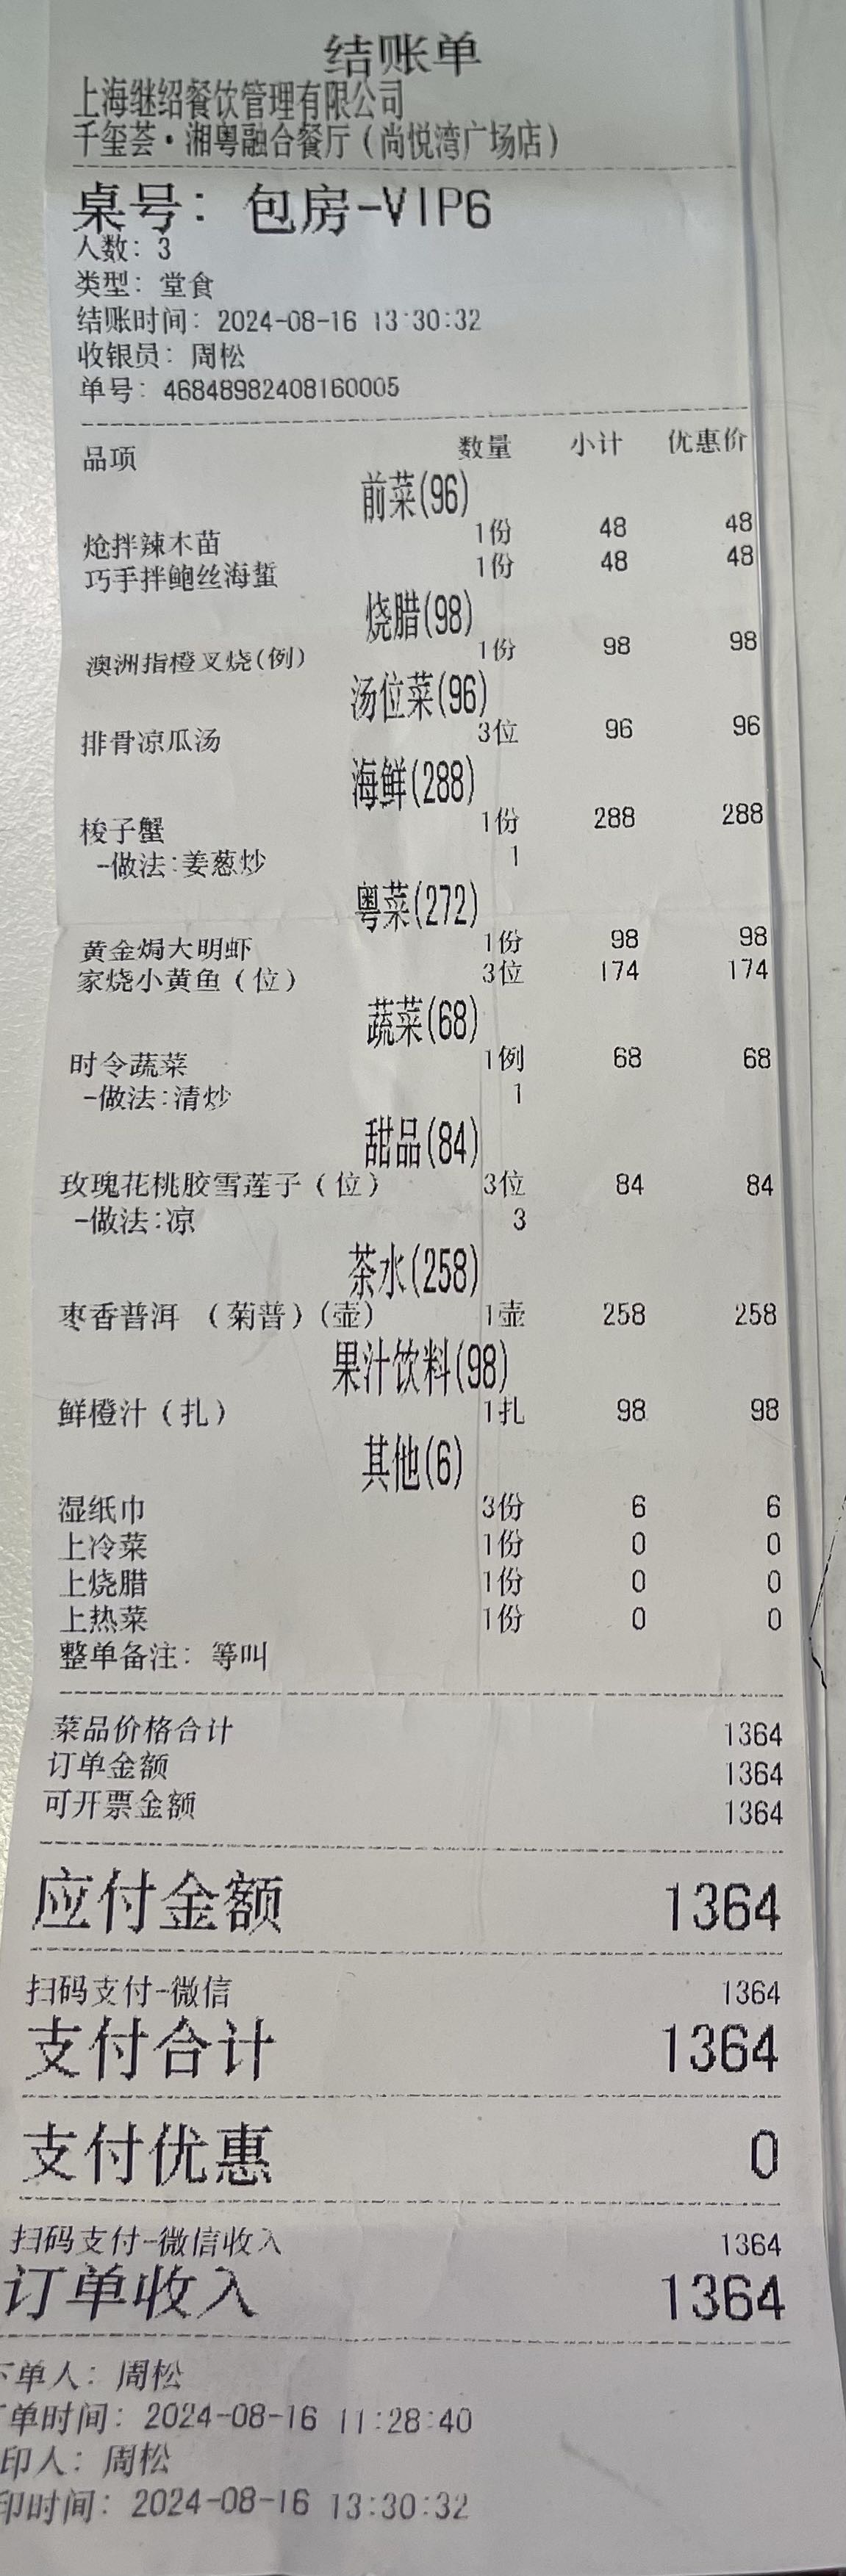 结账单
上海继绍餐饮管理有限公司
千玺荟·湘粤融合餐厅（尚悦湾广场店）
桌号：包房-VIP6
人数：3
类型：堂食
结账时间：2024-08-16 13:30:32
收银员：周松
单号：46848982408160005
品项 数量 小计 优惠价
前菜(96)
炝拌辣木苗 1份 48 48
巧手拌鲍丝海蜇 1份 48 48
烧腊(98)
澳洲指橙叉烧(例) 1份 98 98
汤位菜(96)
排骨凉瓜汤 3位 96 96
海鲜(288)
梭子蟹 1份 288 288
-做法:姜葱炒 1
粤菜(272)
黄金焗大明虾 1份 98 98
家烧小黄鱼（位） 3位 174 174
蔬菜(68)
时令蔬菜 1例 68 68
-做法:清炒 1
甜品(84)
玫瑰花桃胶雪莲子（位） 3位 84 84
-做法:凉 3
茶水(258)
枣香普洱 （菊普）(壶) 1壶 258 258
果汁饮料(98)
鲜橙汁（扎） 1扎 98 98
其他(6)
湿纸巾 3份 6 6
上冷菜 1份 0 0
上烧腊 1份 0 0
上热菜 1份 0 0
整单备注：等叫
菜品价格合计 1364
订单金额 1364
可开票金额 1364
应付金额 1364
扫码支付-微信 1364
支付合计 1364
支付优惠 0
扫码支付-微信收入 1364
订单收入 1364
下单人：周松
单时间：2024-08-16 11:28:40
印人：周松
印时间：2024-08-16 13:30:32